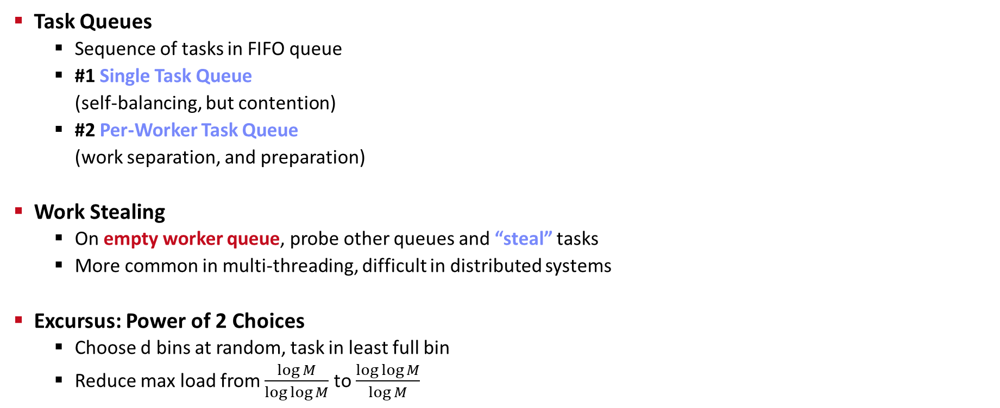 Task Queues
Sequence of tasks in FIFO queue
#1 Single Task Queue
(self-balancing, but contention)
#2 Per-Worker Task Queue
(work separation, and preparation)
Work Stealing
On empty worker queue, probe other queues and “steal” tasks
More common in multi-threading, difficult in distributed systems
Excursus: Power of 2 Choices
Choose d bins at random, task in least full bin
Reduce max load from \frac{\log M}{\log \log M} to \frac{\log \log M}{\log M}